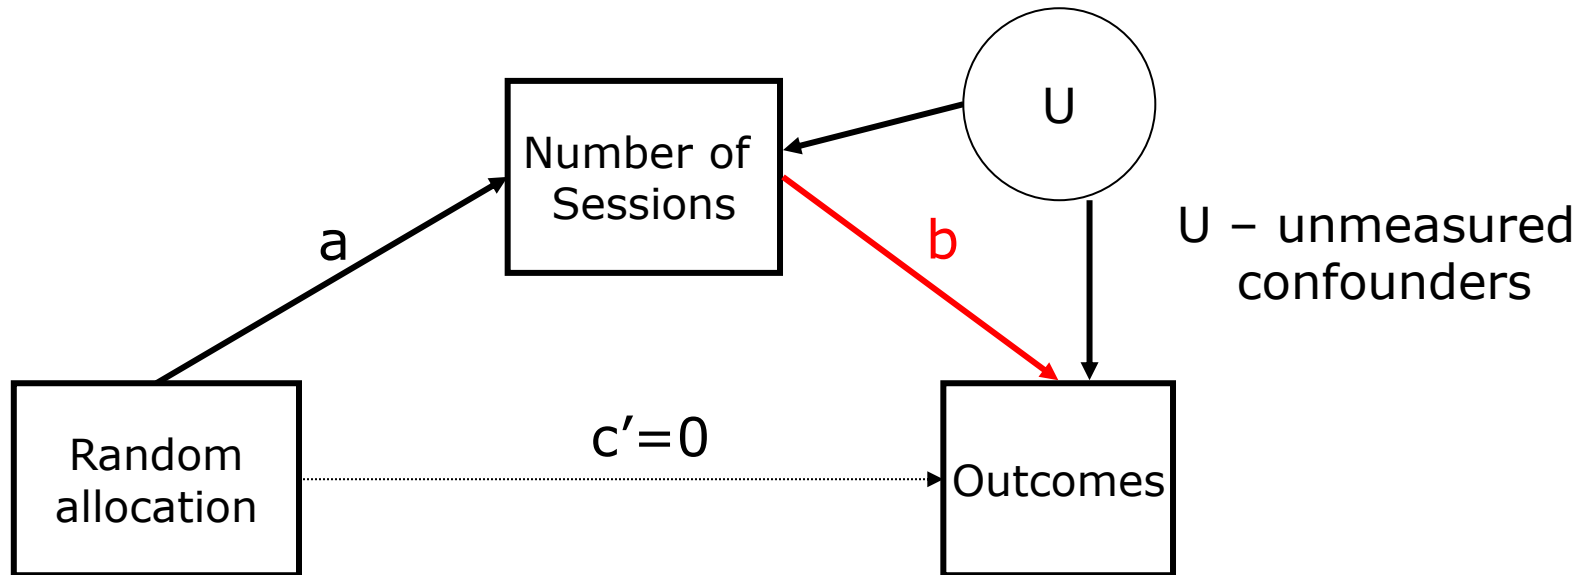 Number of
Sessions
U
a
b
U – unmeasured
confounders
Random
allocation
c’=0
Outcomes